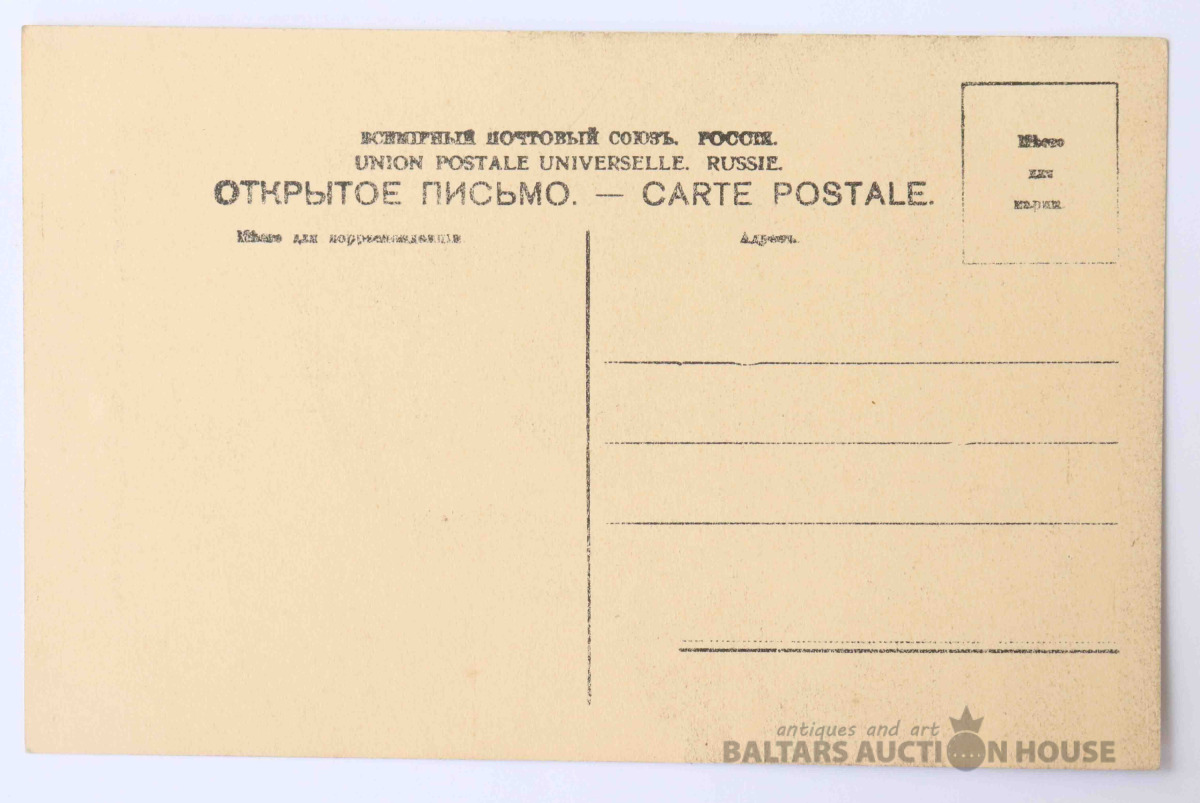 ВСЕМІРНЫЙ ПОЧТОВЫЙ СОЮЗЪ. РОССІЯ.
UNION POSTALE UNIVERSELLE. RUSSIE.
ОТКРЫТОЕ ПИСЬМО. — CARTE POSTALE.
Мѣсто
для
марки.
Мѣсто для корреспонденціи
Адресъ.
antiques and art
BALTARS AUCTION HOUSE